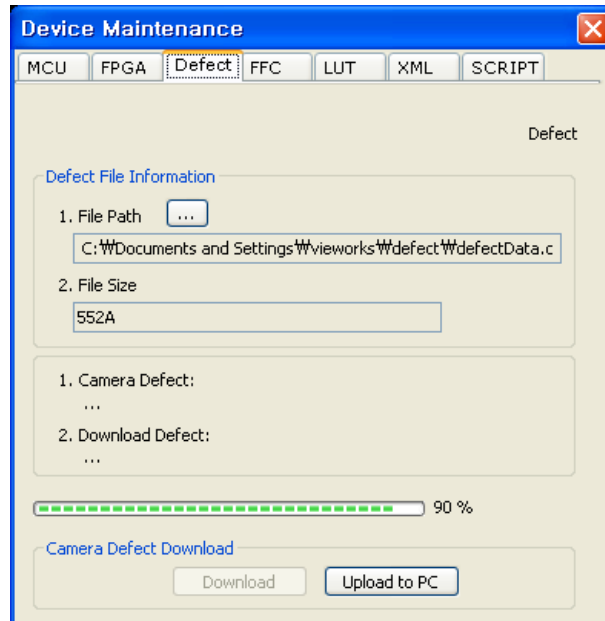 Device Maintenance
MCU FPGA Defect FFC LUT XML SCRIPT
Defect
Defect File Information
1. File Path ...
C:₩Documents and Settings₩vieworks₩defect₩defectData.c
2. File Size
552A
1. Camera Defect:
...
2. Download Defect:
...
90 %
Camera Defect Download
Download Upload to PC